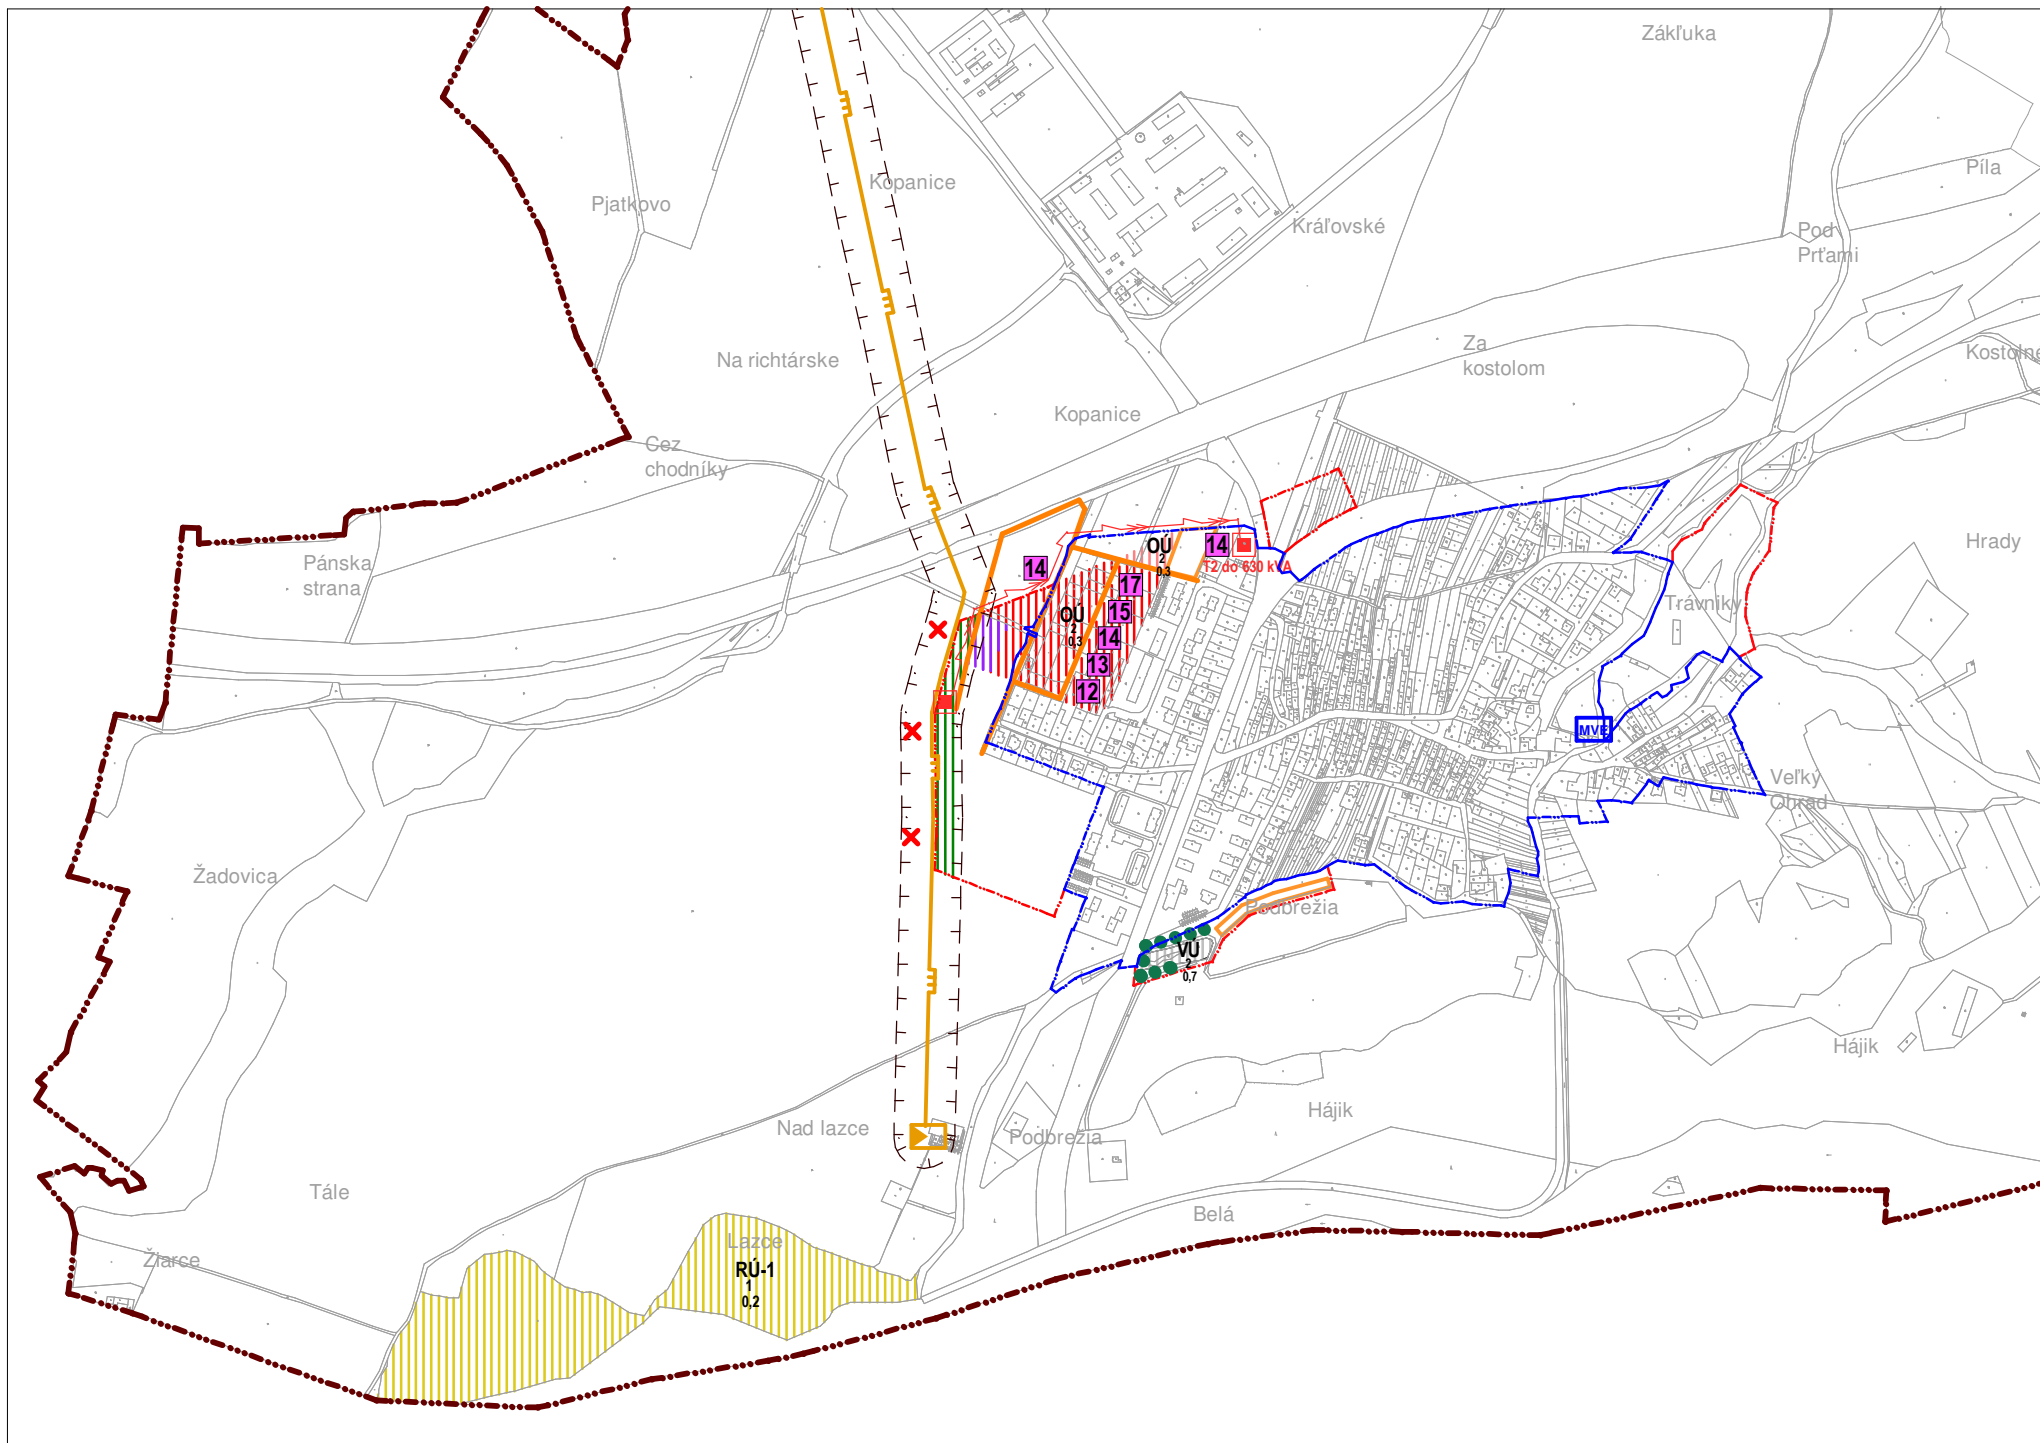 Zákľuka
Píla
Kopanice
Pjatkovo
Kráľovské
Pod
Prťami
Na richtárske
Za
kostolom
Kostolné
Kopanice
Cez
chodníky
Pánska
strana
Hrady
OÚ
2
0.3
14
T2 do 630 kVA
14
17
15
14
13
12
OÚ
2
0.3
Trávniky
MVE
Veľký
Ohrad
Žadovica
Podbrežia
VÚ
2
0,7
Hájik
Hájik
Nad lazce
Podbrežia
Tále
Belá
Lazce
RÚ-1
1
0,2
Žiarce